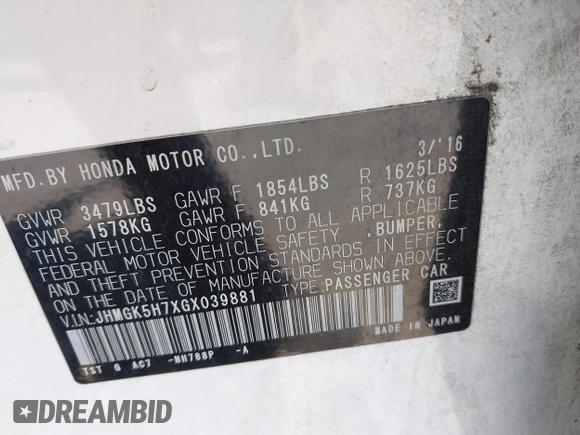 MFD.BY HONDA MOTOR CO.,LTD. 3/'16
GVWR 3479LBS GAWR F 1854LBS R 1625LBS
GVWR 1578KG GAWR F 841KG R 737KG
THIS VEHICLE CONFORMS TO ALL APPLICABLE
FEDERAL MOTOR VEHICLE SAFETY ,BUMPER,
AND THEFT PREVENTION STANDARDS IN EFFECT
ON THE DATE OF MANUFACTURE SHOWN ABOVE.
V.I.N:JHMGK5H7XGX039881 TYPE:PASSENGER CAR
MADE IN JAPAN
TST G AC7 -NH788P -A
DREAMBID